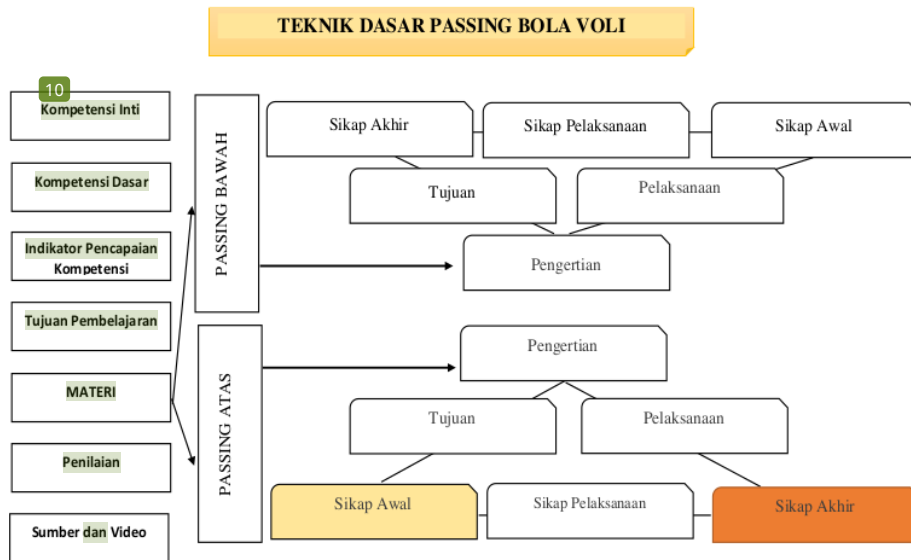 TEKNIK DASAR PASSING BOLA VOLI
10
Kompetensi Inti
Kompetensi Dasar
Indikator Pencapaian
Kompetensi
Tujuan Pembelajaran
MATERI
Penilaian
Sumber dan Video
PASSING BAWAH
Sikap Akhir
Sikap Pelaksanaan
Sikap Awal
Tujuan
Pelaksanaan
Pengertian
PASSING ATAS
Pengertian
Tujuan
Pelaksanaan
Sikap Awal
Sikap Pelaksanaan
Sikap Akhir